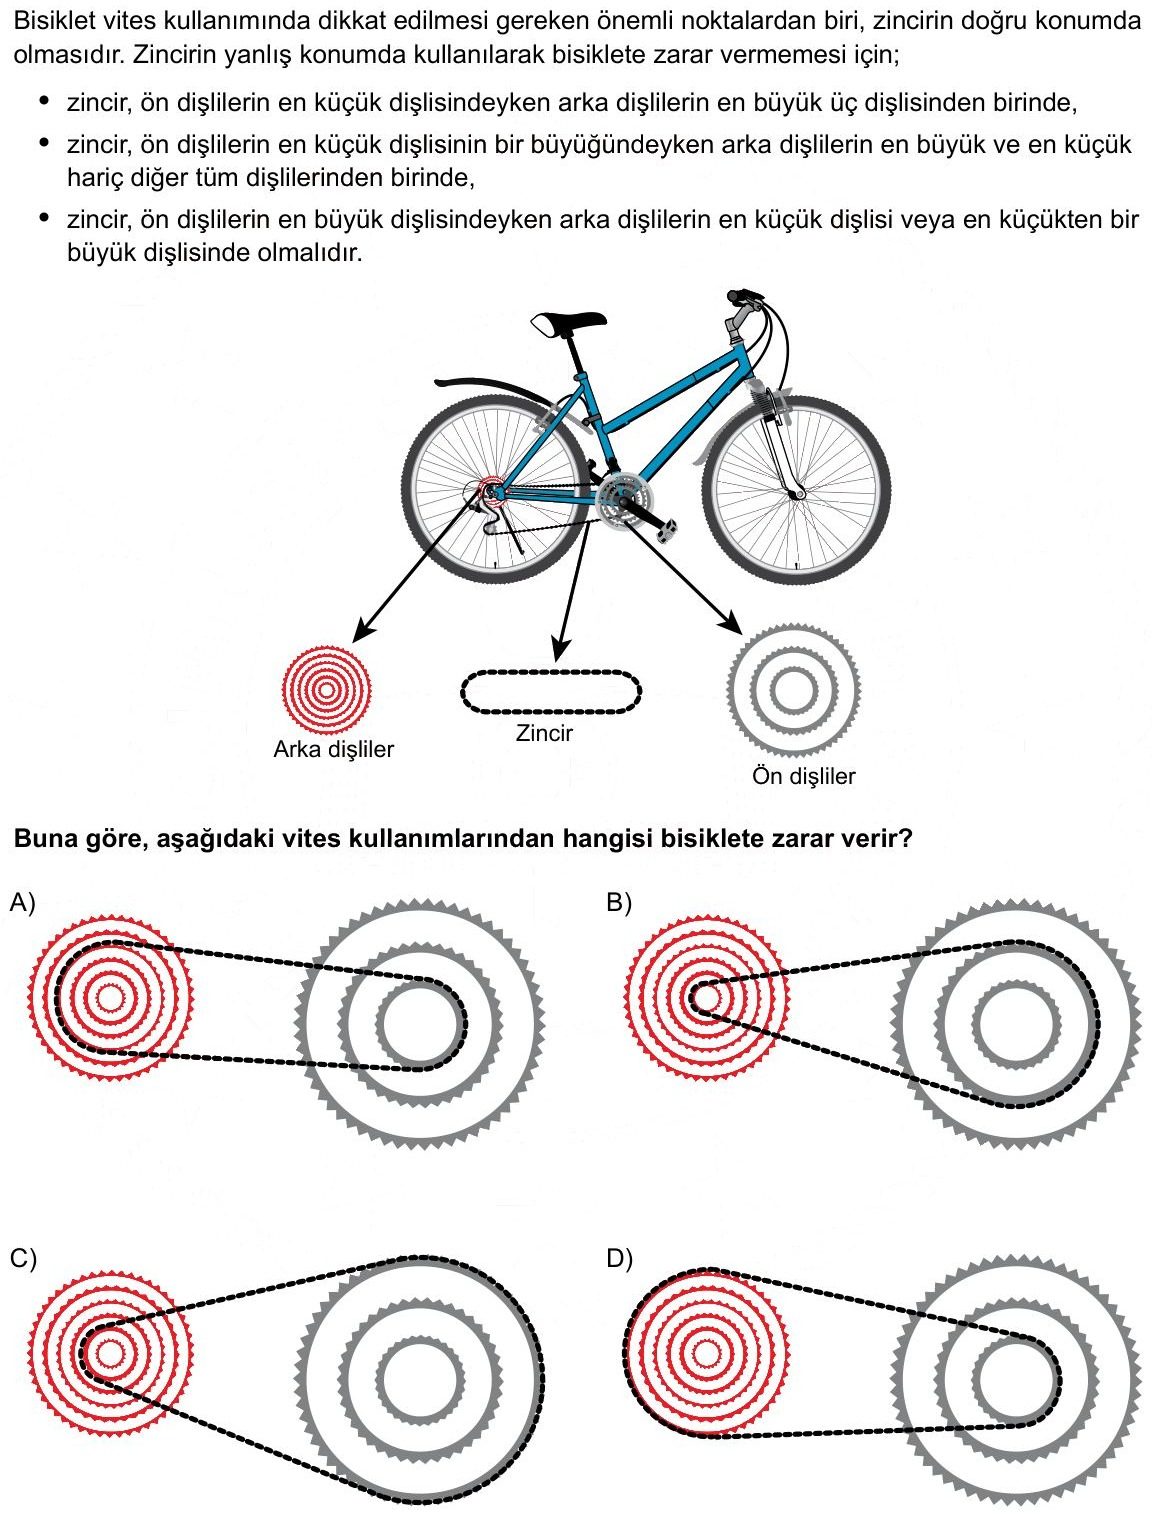 Bisiklet vites kullanımında dikkat edilmesi gereken önemli noktalardan biri, zincirin doğru konumda
olmasıdır. Zincirin yanlış konumda kullanılarak bisiklete zarar vermemesi için;
• zincir, ön dişlilerin en küçük dişlisindeyken arka dişlilerin en büyük üç dişlisinden birinde,
• zincir, ön dişlilerin en küçük dişlisinin bir büyüğündeyken arka dişlilerin en büyük ve en küçük
hariç diğer tüm dişlilerinden birinde,
• zincir, ön dişlilerin en büyük dişlisindeyken arka dişlilerin en küçük dişlisi veya en küçükten bir
büyük dişlisinde olmalıdır.
Arka dişliler
Zincir
Ön dişliler
Buna göre, aşağıdaki vites kullanımlarından hangisi bisiklete zarar verir?
A)
B)
C)
D)